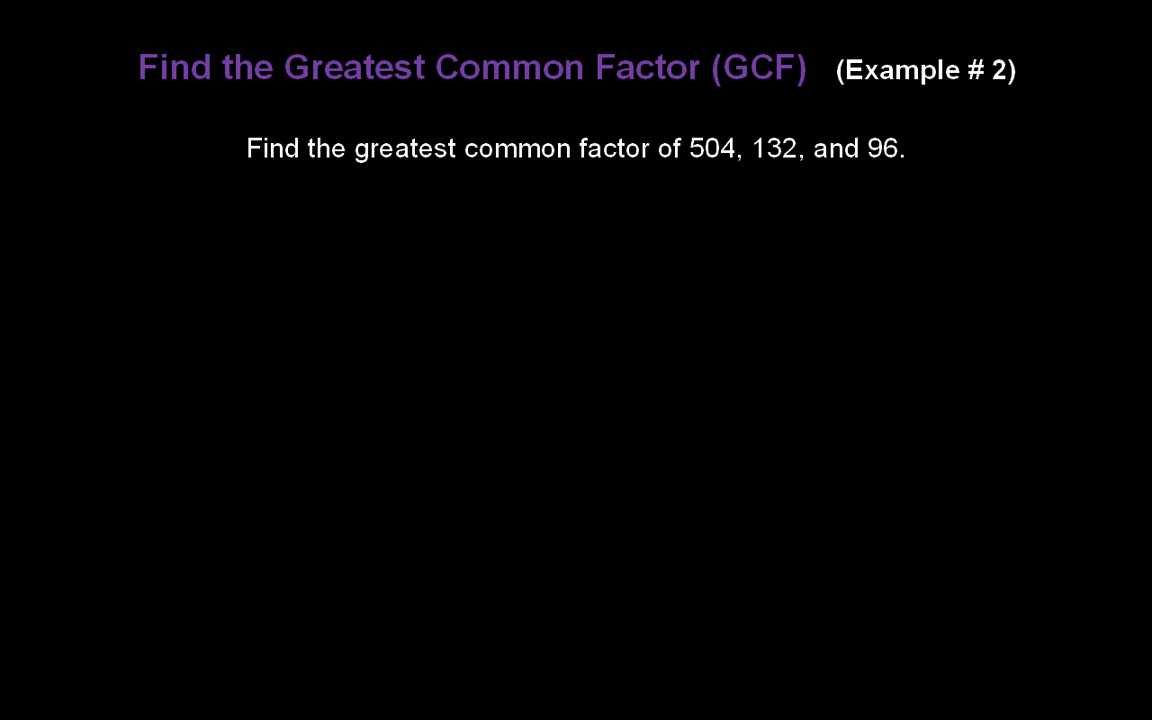 Find the Greatest Common Factor (GCF) (Example # 2)
Find the greatest common factor of 504, 132, and 96.